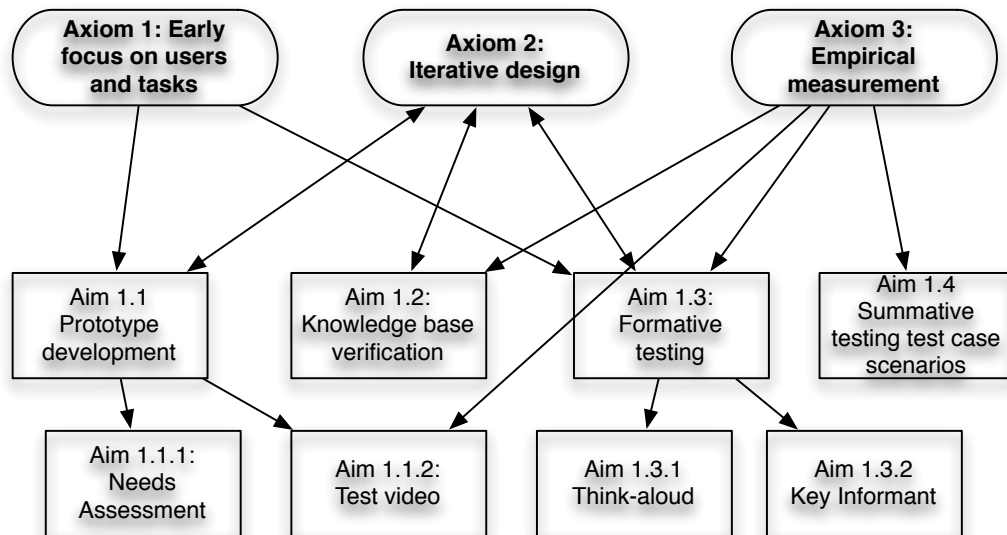 Axiom 1: Early
focus on users
and tasks
Axiom 2:
Iterative design
Axiom 3:
Empirical
measurement
Aim 1.1
Prototype
development
Aim 1.2:
Knowledge base
verification
Aim 1.3:
Formative
testing
Aim 1.4
Summative
testing test case
scenarios
Aim 1.1.1:
Needs
Assessment
Aim 1.1.2:
Test video
Aim 1.3.1
Think-aloud
Aim 1.3.2
Key Informant